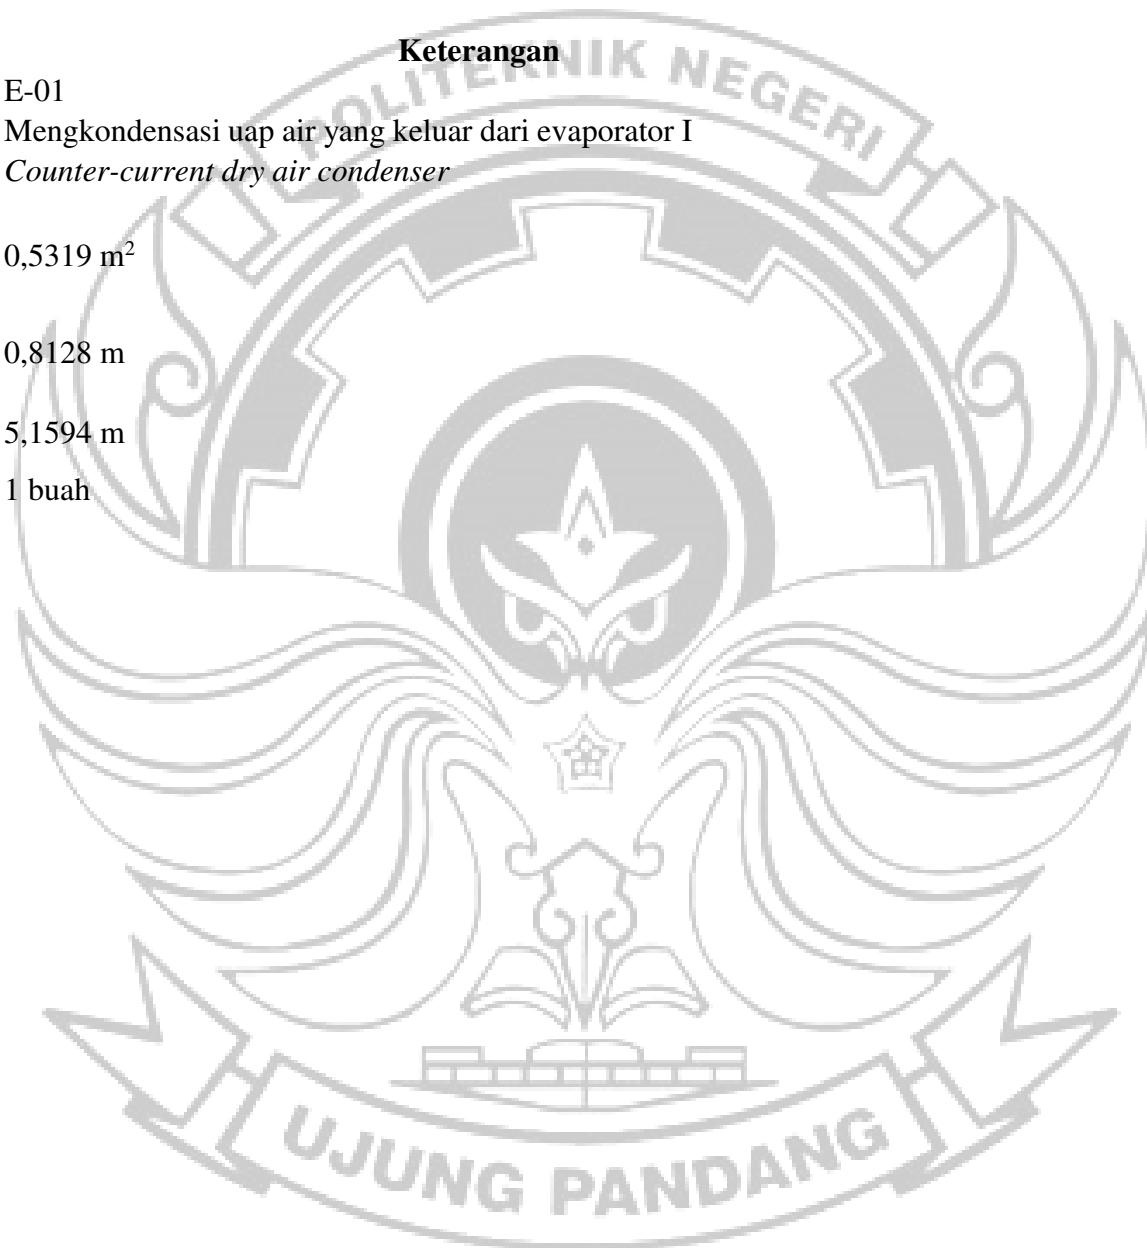 POLITEKNIK NEGERI
Keterangan
E-01
Mengkondensasi uap air yang keluar dari evaporator I
Counter-current dry air condenser
0,5319 m²
0,8128 m
5,1594 m
1 buah
UJUNG PANDANG